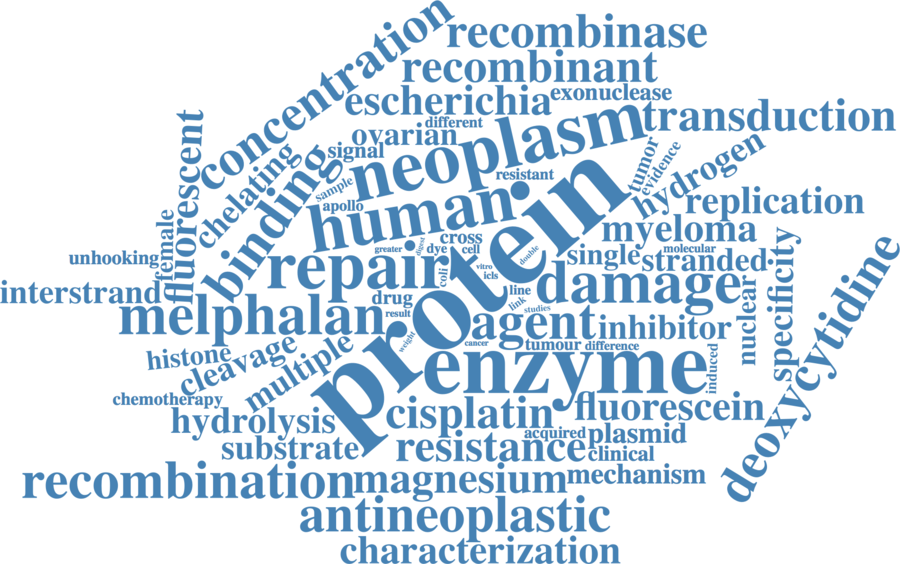 recombinase
concentration
recombinant
exonuclease
escherichia
transduction
different
ovarian
neoplasm
fluorescent
signal
chelating
binding
resistant
tumor
evidence
hydrogen
sample
apollo
human
protein
replication
female
myeloma
cross
greater
digest
dye
cell
double
molecular
unhooking
repair
coli
vitro
icls
single
stranded
specificity
interstrand
drug
line
damage
nuclear
deoxycytidine
melphalan
result
link
studies
agent
inhibitor
histone
cleavage
multiple
weight
cancer
tumour
difference
enzyme
induced
chemotherapy
hydrolysis
cisplatin
fluorescein
substrate
resistance
acquired
plasmid
clinical
recombination
magnesium
mechanism
antineoplastic
characterization